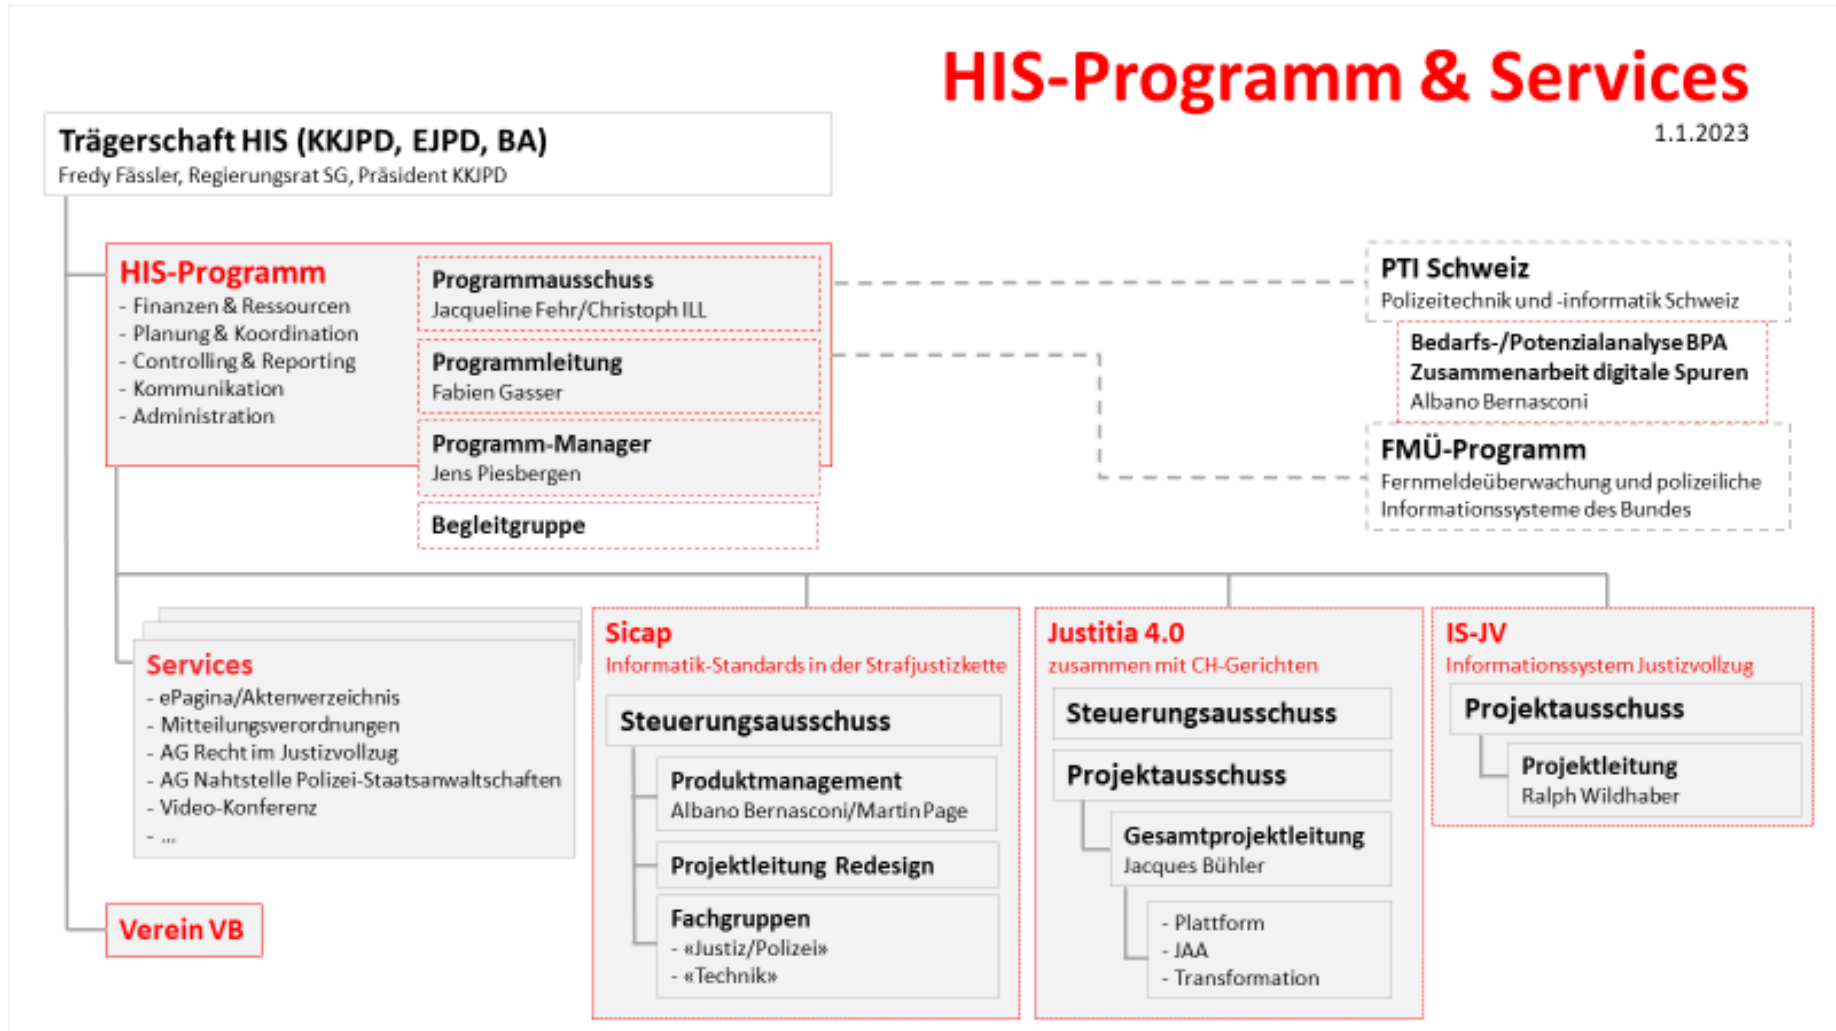 HIS-Programm & Services
1.1.2023
Trägerschaft HIS (KKJPD, EJPD, BA)
Fredy Fässler, Regierungsrat SG, Präsident KKJPD
HIS-Programm
- Finanzen & Ressourcen
- Planung & Koordination
- Controlling & Reporting
- Kommunikation
- Administration
Programmausschuss
Jacqueline Fehr/Christoph ILL
Programmleitung
Fabien Gasser
Programm-Manager
Jens Piesbergen
Begleitgruppe
PTI Schweiz
Polizeitechnik und -informatik Schweiz
Bedarfs-/Potenzialanalyse BPA
Zusammenarbeit digitale Spuren
Albano Bernasconi
FMÜ-Programm
Fernmeldeüberwachung und polizeiliche
Informationssysteme des Bundes
Services
- ePagina/Aktenverzeichnis
- Mitteilungsverordnungen
- AG Recht im Justizvollzug
- AG Nahtstelle Polizei-Staatsanwaltschaften
- Video-Konferenz
- ...
Sicap
Informatik-Standards in der Strafjustizkette
Steuerungsausschuss
Produktmanagement
Albano Bernasconi/Martin Page
Projektleitung Redesign
Fachgruppen
- «Justiz/Polizei»
- «Technik»
Justitia 4.0
zusammen mit CH-Gerichten
Steuerungsausschuss
Projektausschuss
Gesamtprojektleitung
Jacques Bühler
- Plattform
- JAA
- Transformation
IS-JV
Informationssystem Justizvollzug
Projektausschuss
Projektleitung
Ralph Wildhaber
Verein VB